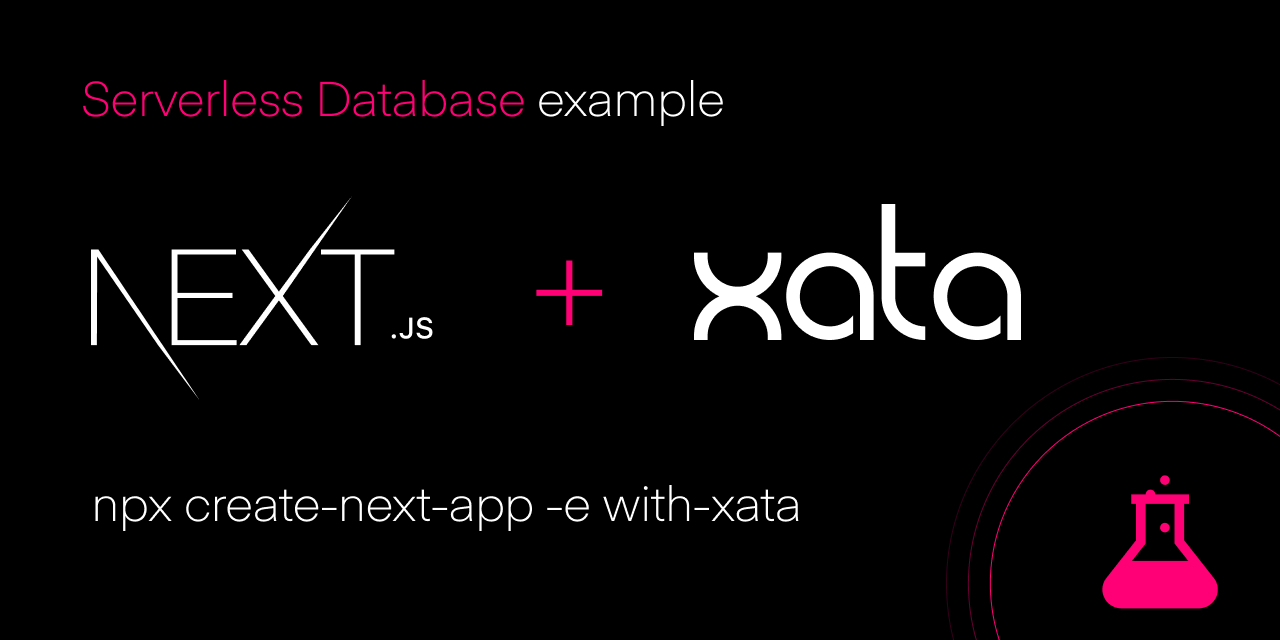 Serverless Database example
NEXT.JS + xata
npx create-next-app -e with-xata